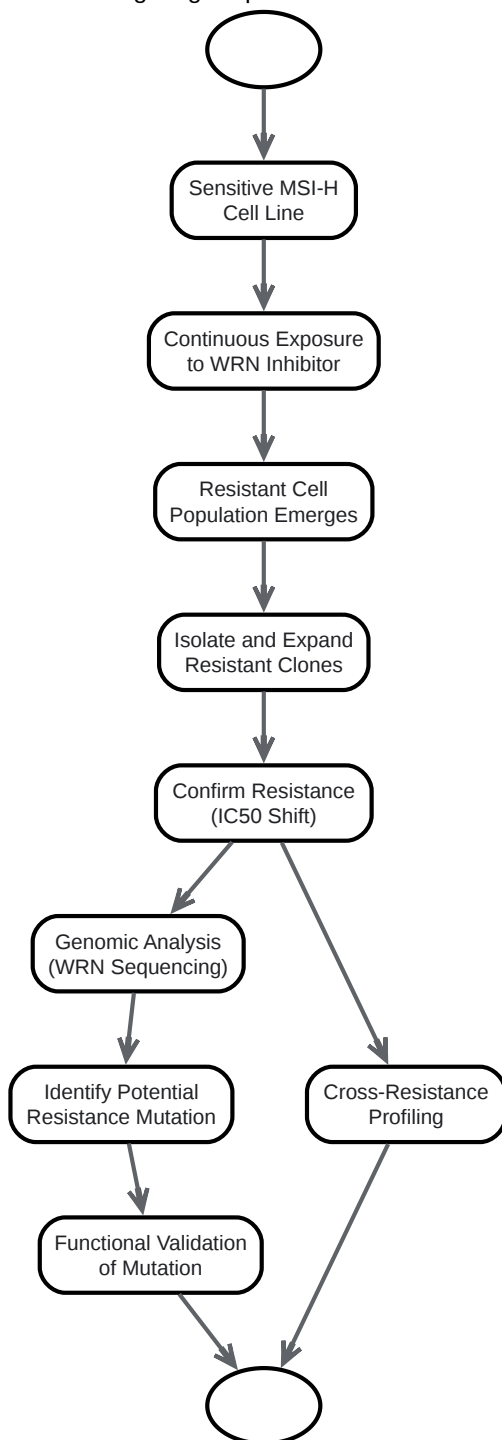 Sensitive MSI-H
Cell Line
Continuous Exposure
to WRN Inhibitor
Resistant Cell
Population Emerges
Isolate and Expand
Resistant Clones
Confirm Resistance
(IC50 Shift)
Genomic Analysis
(WRN Sequencing)
Identify Potential
Resistance Mutation
Cross-Resistance
Profiling
Functional Validation
of Mutation